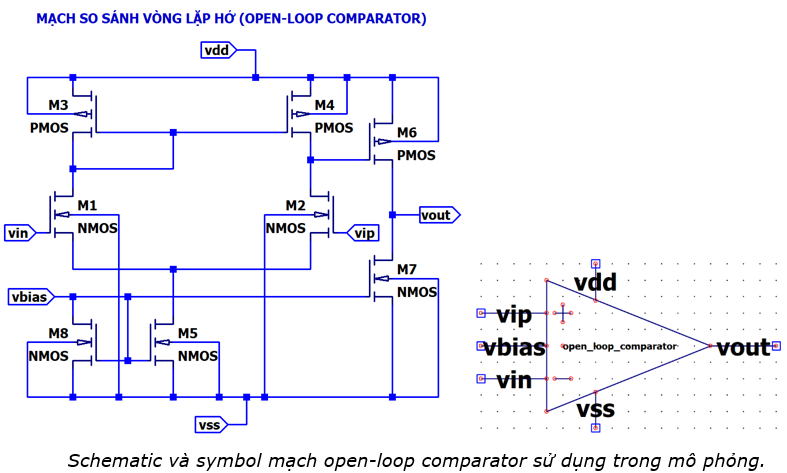 MẠCH SO SÁNH VÒNG LẶP HỞ (OPEN-LOOP COMPARATOR)
vdd
M3
PMOS
M4
PMOS
M6
PMOS
M1
NMOS
vin
M2
NMOS
vip
vout
vbias
M7
NMOS
M8
NMOS
M5
NMOS
vss
vdd
vip
vbias
open_loop_comparator
vout
vin
vss
Schematic và symbol mạch open-loop comparator sử dụng trong mô phỏng.